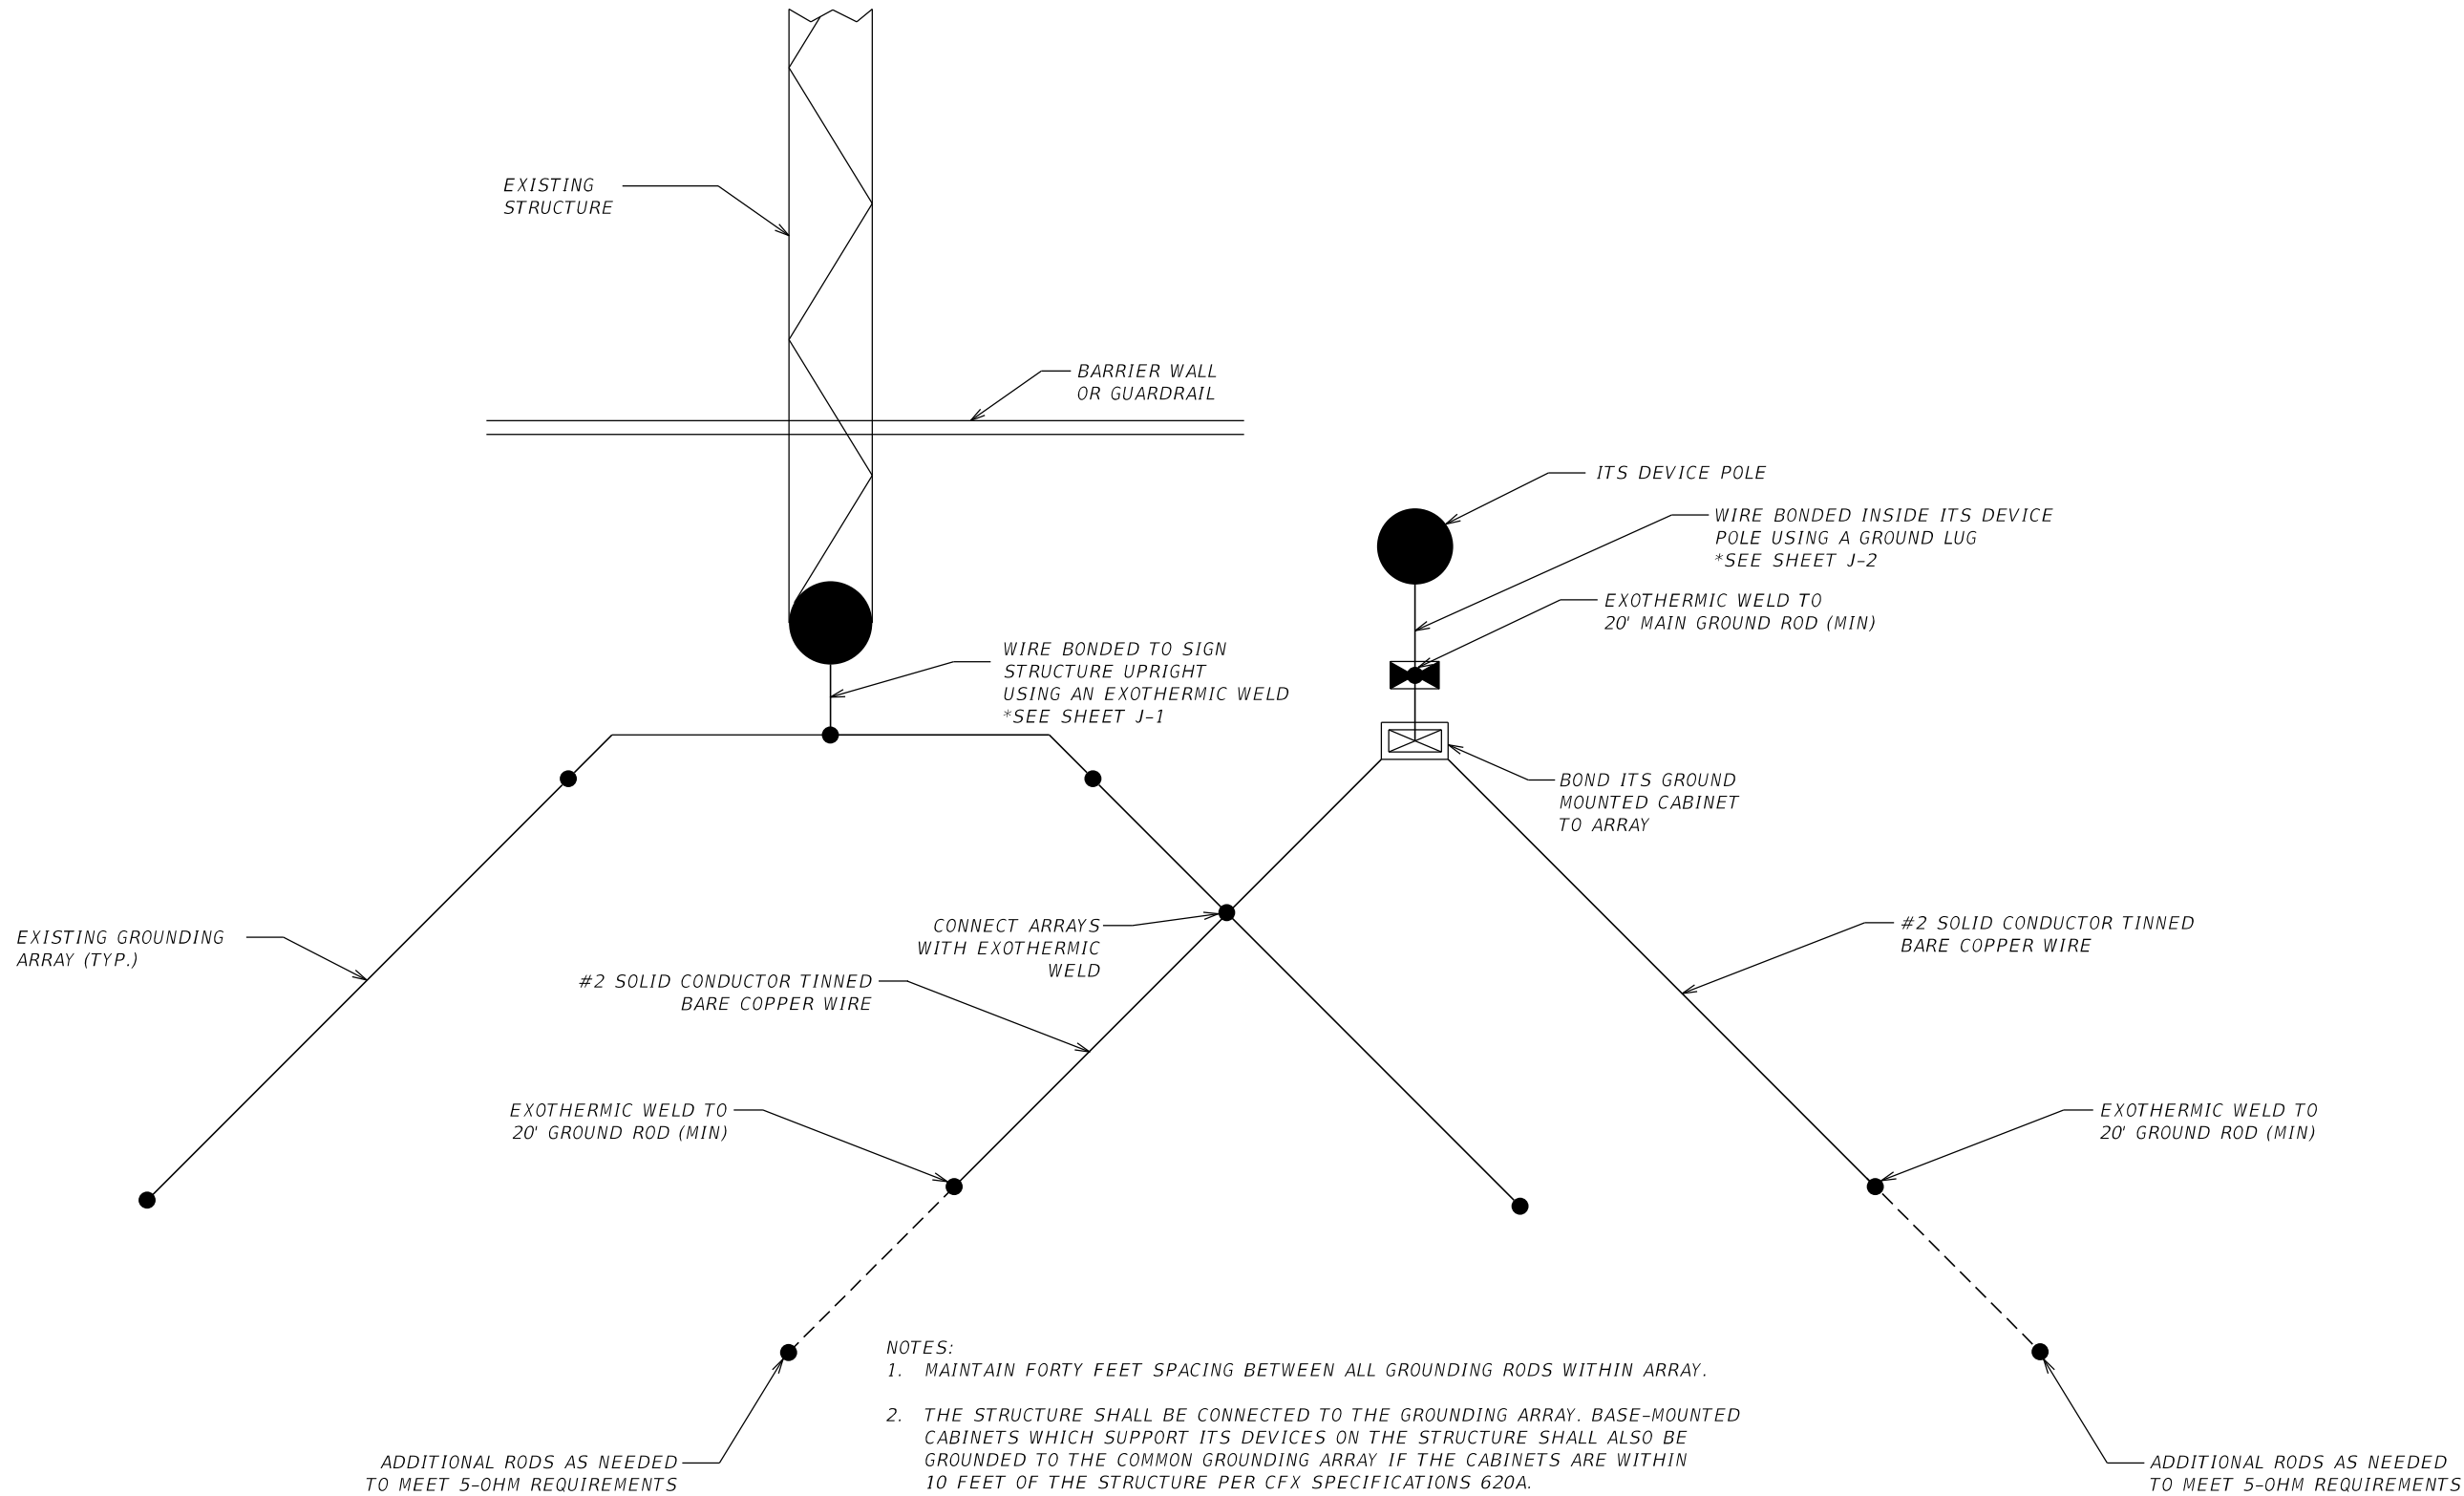 EXISTING
STRUCTURE
BARRIER WALL
OR GUARDRAIL
ITS DEVICE POLE
WIRE BONDED INSIDE ITS DEVICE
POLE USING A GROUND LUG
*SEE SHEET J-2
EXOTHERMIC WELD TO
20' MAIN GROUND ROD (MIN)
WIRE BONDED TO SIGN
STRUCTURE UPRIGHT
USING AN EXOTHERMIC WELD
*SEE SHEET J-1
BOND ITS GROUND
MOUNTED CABINET
TO ARRAY
EXISTING GROUNDING
ARRAY (TYP.)
CONNECT ARRAYS
WITH EXOTHERMIC
WELD
#2 SOLID CONDUCTOR TINNED
BARE COPPER WIRE
#2 SOLID CONDUCTOR TINNED
BARE COPPER WIRE
EXOTHERMIC WELD TO
20' GROUND ROD (MIN)
EXOTHERMIC WELD TO
20' GROUND ROD (MIN)
NOTES:
1. MAINTAIN FORTY FEET SPACING BETWEEN ALL GROUNDING RODS WITHIN ARRAY.
2. THE STRUCTURE SHALL BE CONNECTED TO THE GROUNDING ARRAY. BASE-MOUNTED
CABINETS WHICH SUPPORT ITS DEVICES ON THE STRUCTURE SHALL ALSO BE
GROUNDED TO THE COMMON GROUNDING ARRAY IF THE CABINETS ARE WITHIN
10 FEET OF THE STRUCTURE PER CFX SPECIFICATIONS 620A.
ADDITIONAL RODS AS NEEDED
TO MEET 5-OHM REQUIREMENTS
ADDITIONAL RODS AS NEEDED
TO MEET 5-OHM REQUIREMENTS